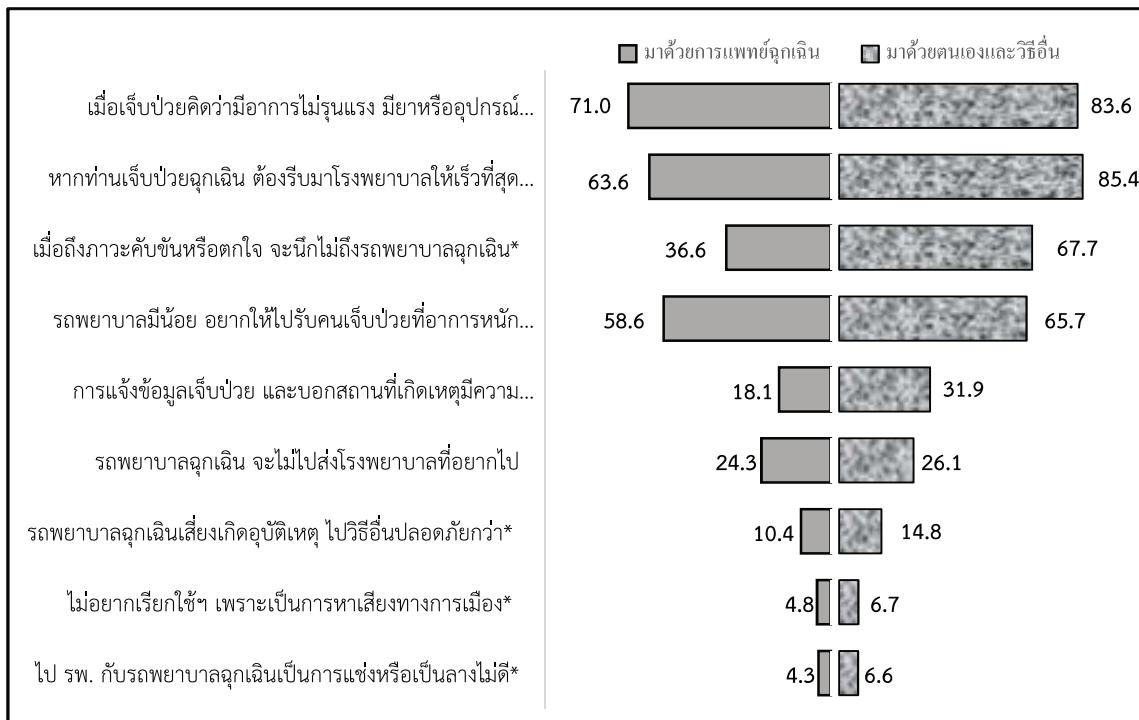 มาด้วยการแพทย์ฉุกเฉิน มาด้วยตนเองและวิธีอื่น
เมื่อเจ็บป่วยคิดว่ามีอาการไม่รุนแรง มียาหรืออุปกรณ์... 71.0 83.6
หากท่านเจ็บป่วยฉุกเฉิน ต้องรีบมาโรงพยาบาลให้เร็วที่สุด... 63.6 85.4
เมื่อถึงภาวะคับขันหรือตกใจ จะนึกไม่ถึงรถพยาบาลฉุกเฉิน* 36.6 67.7
รถพยาบาลมีน้อย อยากให้ไปรับคนเจ็บป่วยที่อาการหนัก... 58.6 65.7
การแจ้งข้อมูลเจ็บป่วย และบอกสถานที่เกิดเหตุมีความ... 18.1 31.9
รถพยาบาลฉุกเฉิน จะไม่ไปส่งโรงพยาบาลที่อยากไป 24.3 26.1
รถพยาบาลฉุกเฉินเสี่ยงเกิดอุบัติเหตุ ไปวิธีอื่นปลอดภัยกว่า* 10.4 14.8
ไม่อยากเรียกใช้ฯ เพราะเป็นการหาเสียงทางการเมือง* 4.8 6.7
ไป รพ. กับรถพยาบาลฉุกเฉินเป็นการแช่งหรือเป็นลางไม่ดี* 4.3 6.6